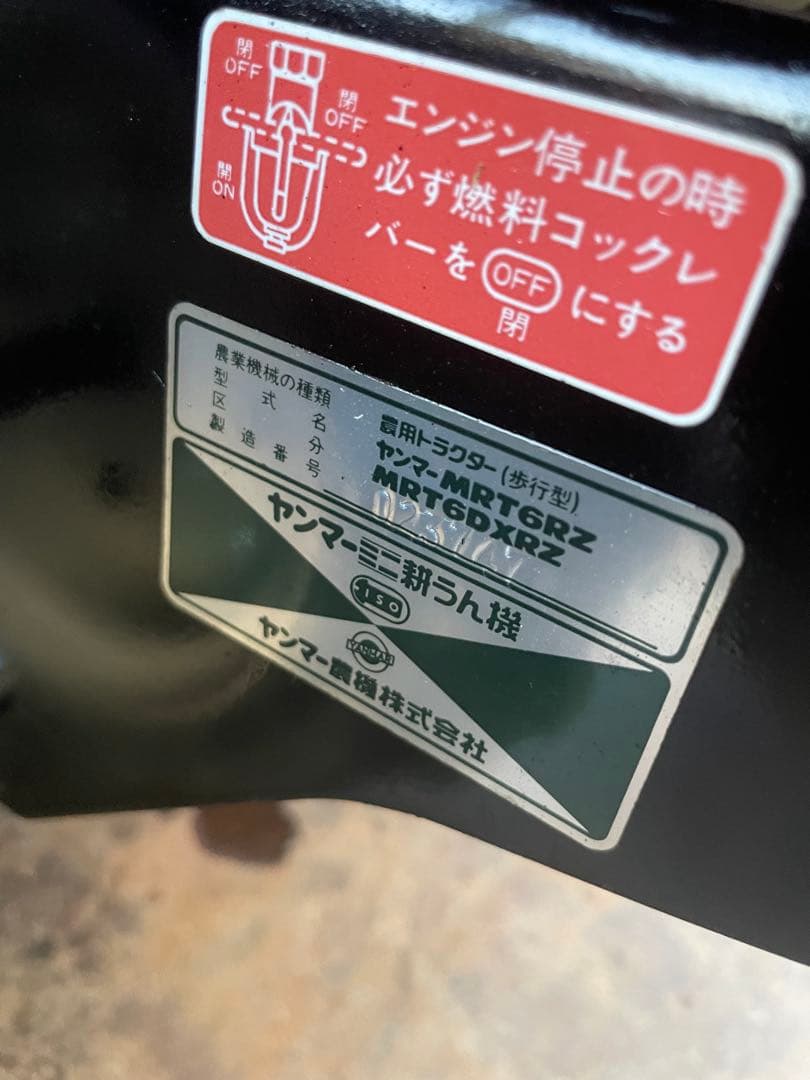 閉
OFF
閉
OFF
開
ON
エンジン停止の時
必ず燃料コックレ
バーをOFFにする
閉
農業機械の種類
農用トラクター(歩行型)
型式名
ヤンマーMRT6RZ
区分
MRT6DXRZ
製造番号
ヤンマーミニ耕うん機
YANMAR
ヤンマー農機株式会社